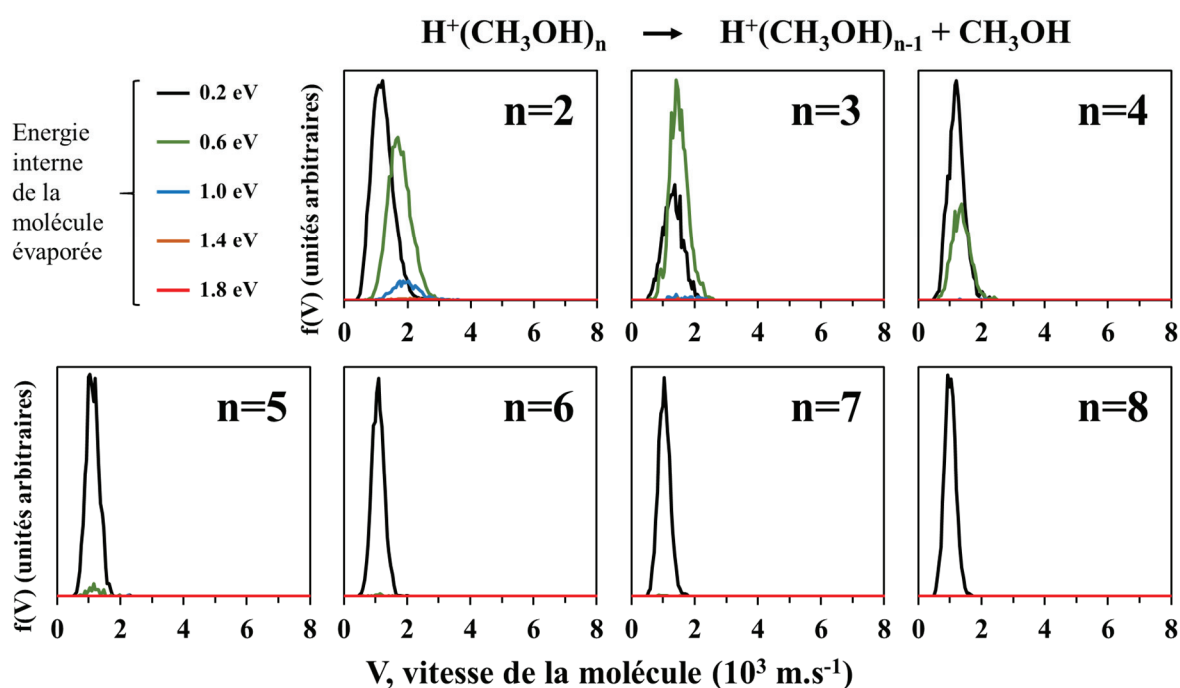 H⁺(CH₃OH)ₙ → H⁺(CH₃OH)ₙ₋₁ + CH₃OH
Energie
interne
de la
molécule
évaporée
0.2 eV
0.6 eV
1.0 eV
1.4 eV
1.8 eV
f(V) (unités arbitraires)
n=2
n=3
n=4
0 2 4 6 8
0 2 4 6 8
0 2 4 6 8
f(V) (unités arbitraires)
n=5
n=6
n=7
n=8
0 2 4 6 8
0 2 4 6 8
0 2 4 6 8
0 2 4 6 8
V, vitesse de la molécule (10³ m.s⁻¹)